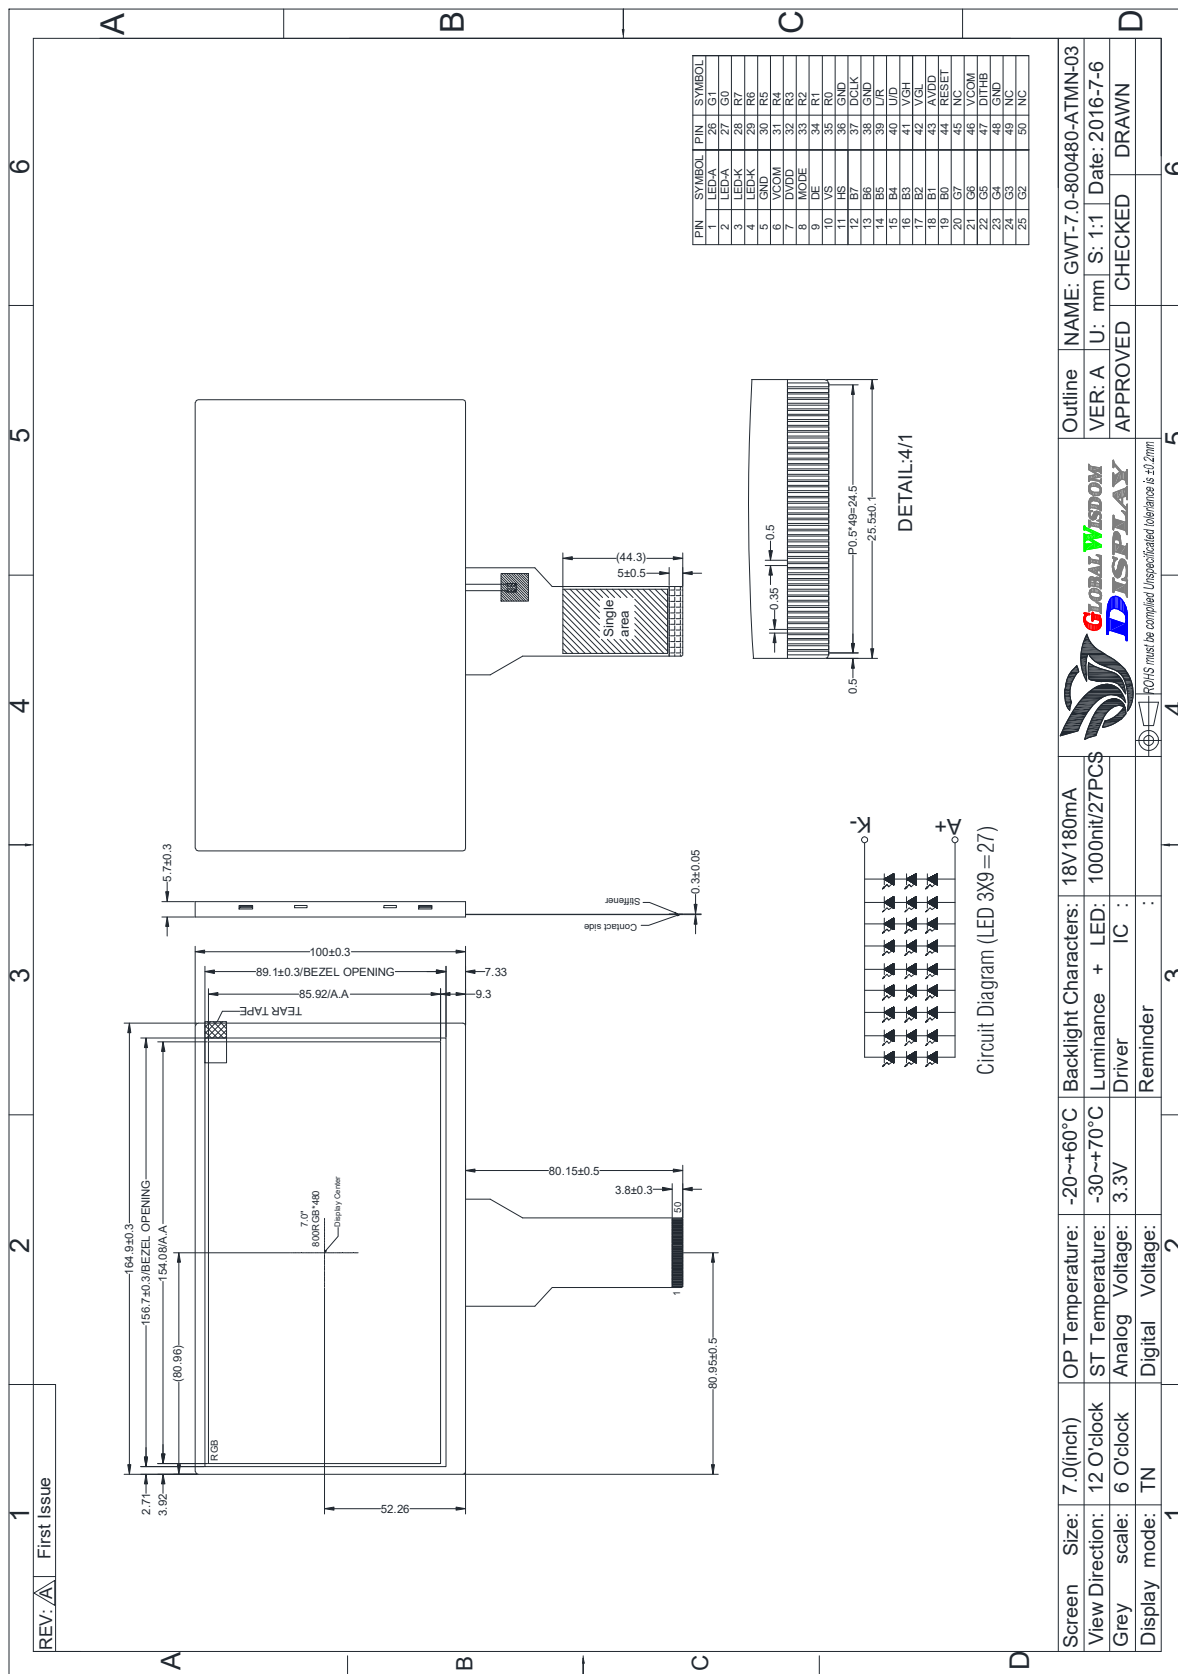 REV: A First Issue
1 2 3 4 5 6
A B C D
164.9±0.3
156.7±0.3/BEZEL OPENING
154.08/A.A
(80.96)
2.71
3.92
RGB
7.0"
800RGB*480
Display Center
52.26
TEAR TAPE
100±0.3
89.1±0.3/BEZEL OPENING
7.33
85.92/A.A
9.3
80.15±0.5
3.8±0.3
1 50
80.95±0.5
5.7±0.3
Contact side
Stiffener
0.3±0.05
(44.3)
5±0.5
Single
area
0.5
0.35
0.5
P0.5*49=24.5
25.5±0.1
DETAIL:4/1
K-
A+
Circuit Diagram (LED 3X9=27)
PIN SYMBOL PIN SYMBOL
1 LED-A 26 G1
2 LED-A 27 G0
3 LED-K 28 R7
4 LED-K 29 R6
5 GND 30 R5
6 VCOM 31 R4
7 DVDD 32 R3
8 MODE 33 R2
9 DE 34 R1
10 VS 35 R0
11 HS 36 GND
12 B7 37 DCLK
13 B6 38 GND
14 B5 39 L/R
15 B4 40 U/D
16 B3 41 VGH
17 B2 42 VGL
18 B1 43 AVDD
19 B0 44 RESET
20 G7 45 NC
21 G6 46 VCOM
22 G5 47 DITHB
23 G4 48 GND
24 G3 49 NC
25 G2 50 NC
Screen Size: 7.0(inch) OP Temperature: -20~+60°C Backlight Characters: 18V180mA
View Direction: 12 O'clock ST Temperature: -30~+70°C Luminance + LED: 1000nit/27PCS
Grey scale: 6 O'clock Analog Voltage: 3.3V Driver IC :
Display mode: TN Digital Voltage: Reminder :
GLOBAL WISDOM
DISPLAY
ROHS must be complied Unspecificated tolerance is ±0.2mm
Outline NAME: GWT-7.0-800480-ATMN-03
VER: A U: mm S: 1:1 Date: 2016-7-6
APPROVED CHECKED DRAWN
A B C D
1 2 3 4 5 6